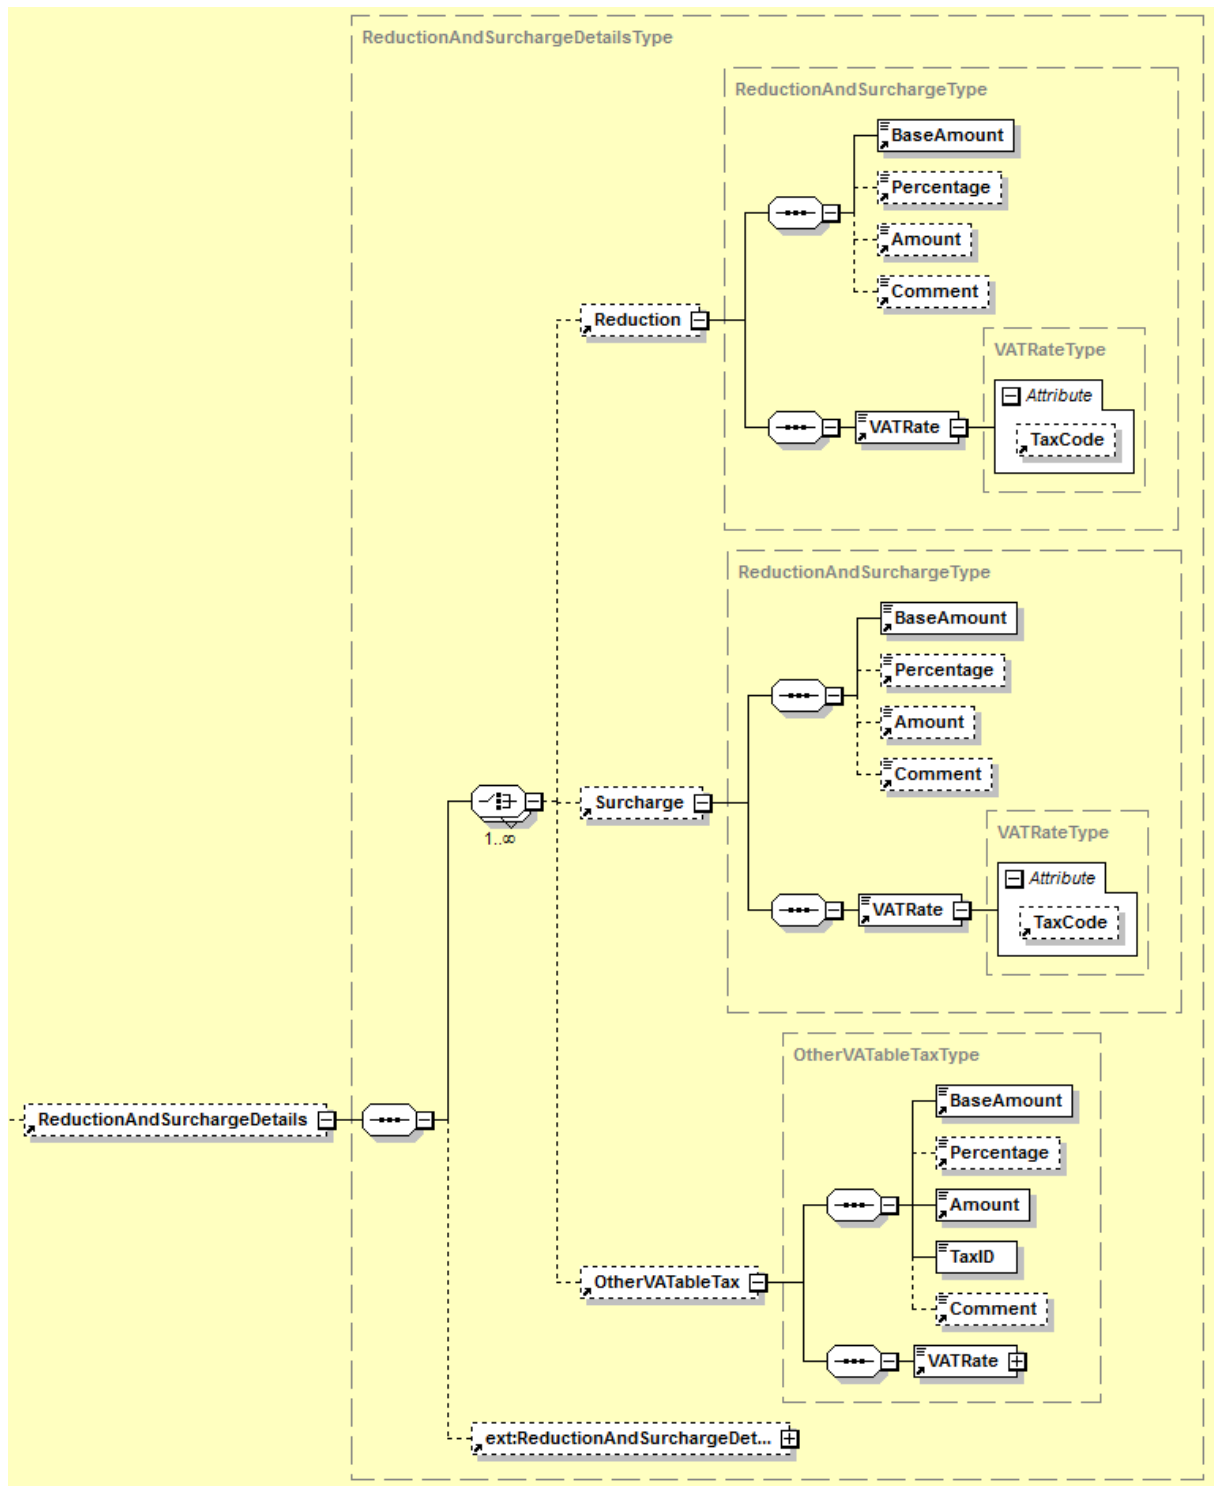 ReductionAndSurchargeDetailsType
ReductionAndSurchargeType
BaseAmount
Percentage
Amount
Comment
Reduction
VATRateType
Attribute
VATRate
TaxCode
ReductionAndSurchargeType
BaseAmount
Percentage
Amount
Comment
Surcharge
1..∞
VATRateType
Attribute
VATRate
TaxCode
OtherVATableTaxType
BaseAmount
ReductionAndSurchargeDetails
Percentage
Amount
TaxID
OtherVATableTax
Comment
VATRate
ext:ReductionAndSurchargeDet...